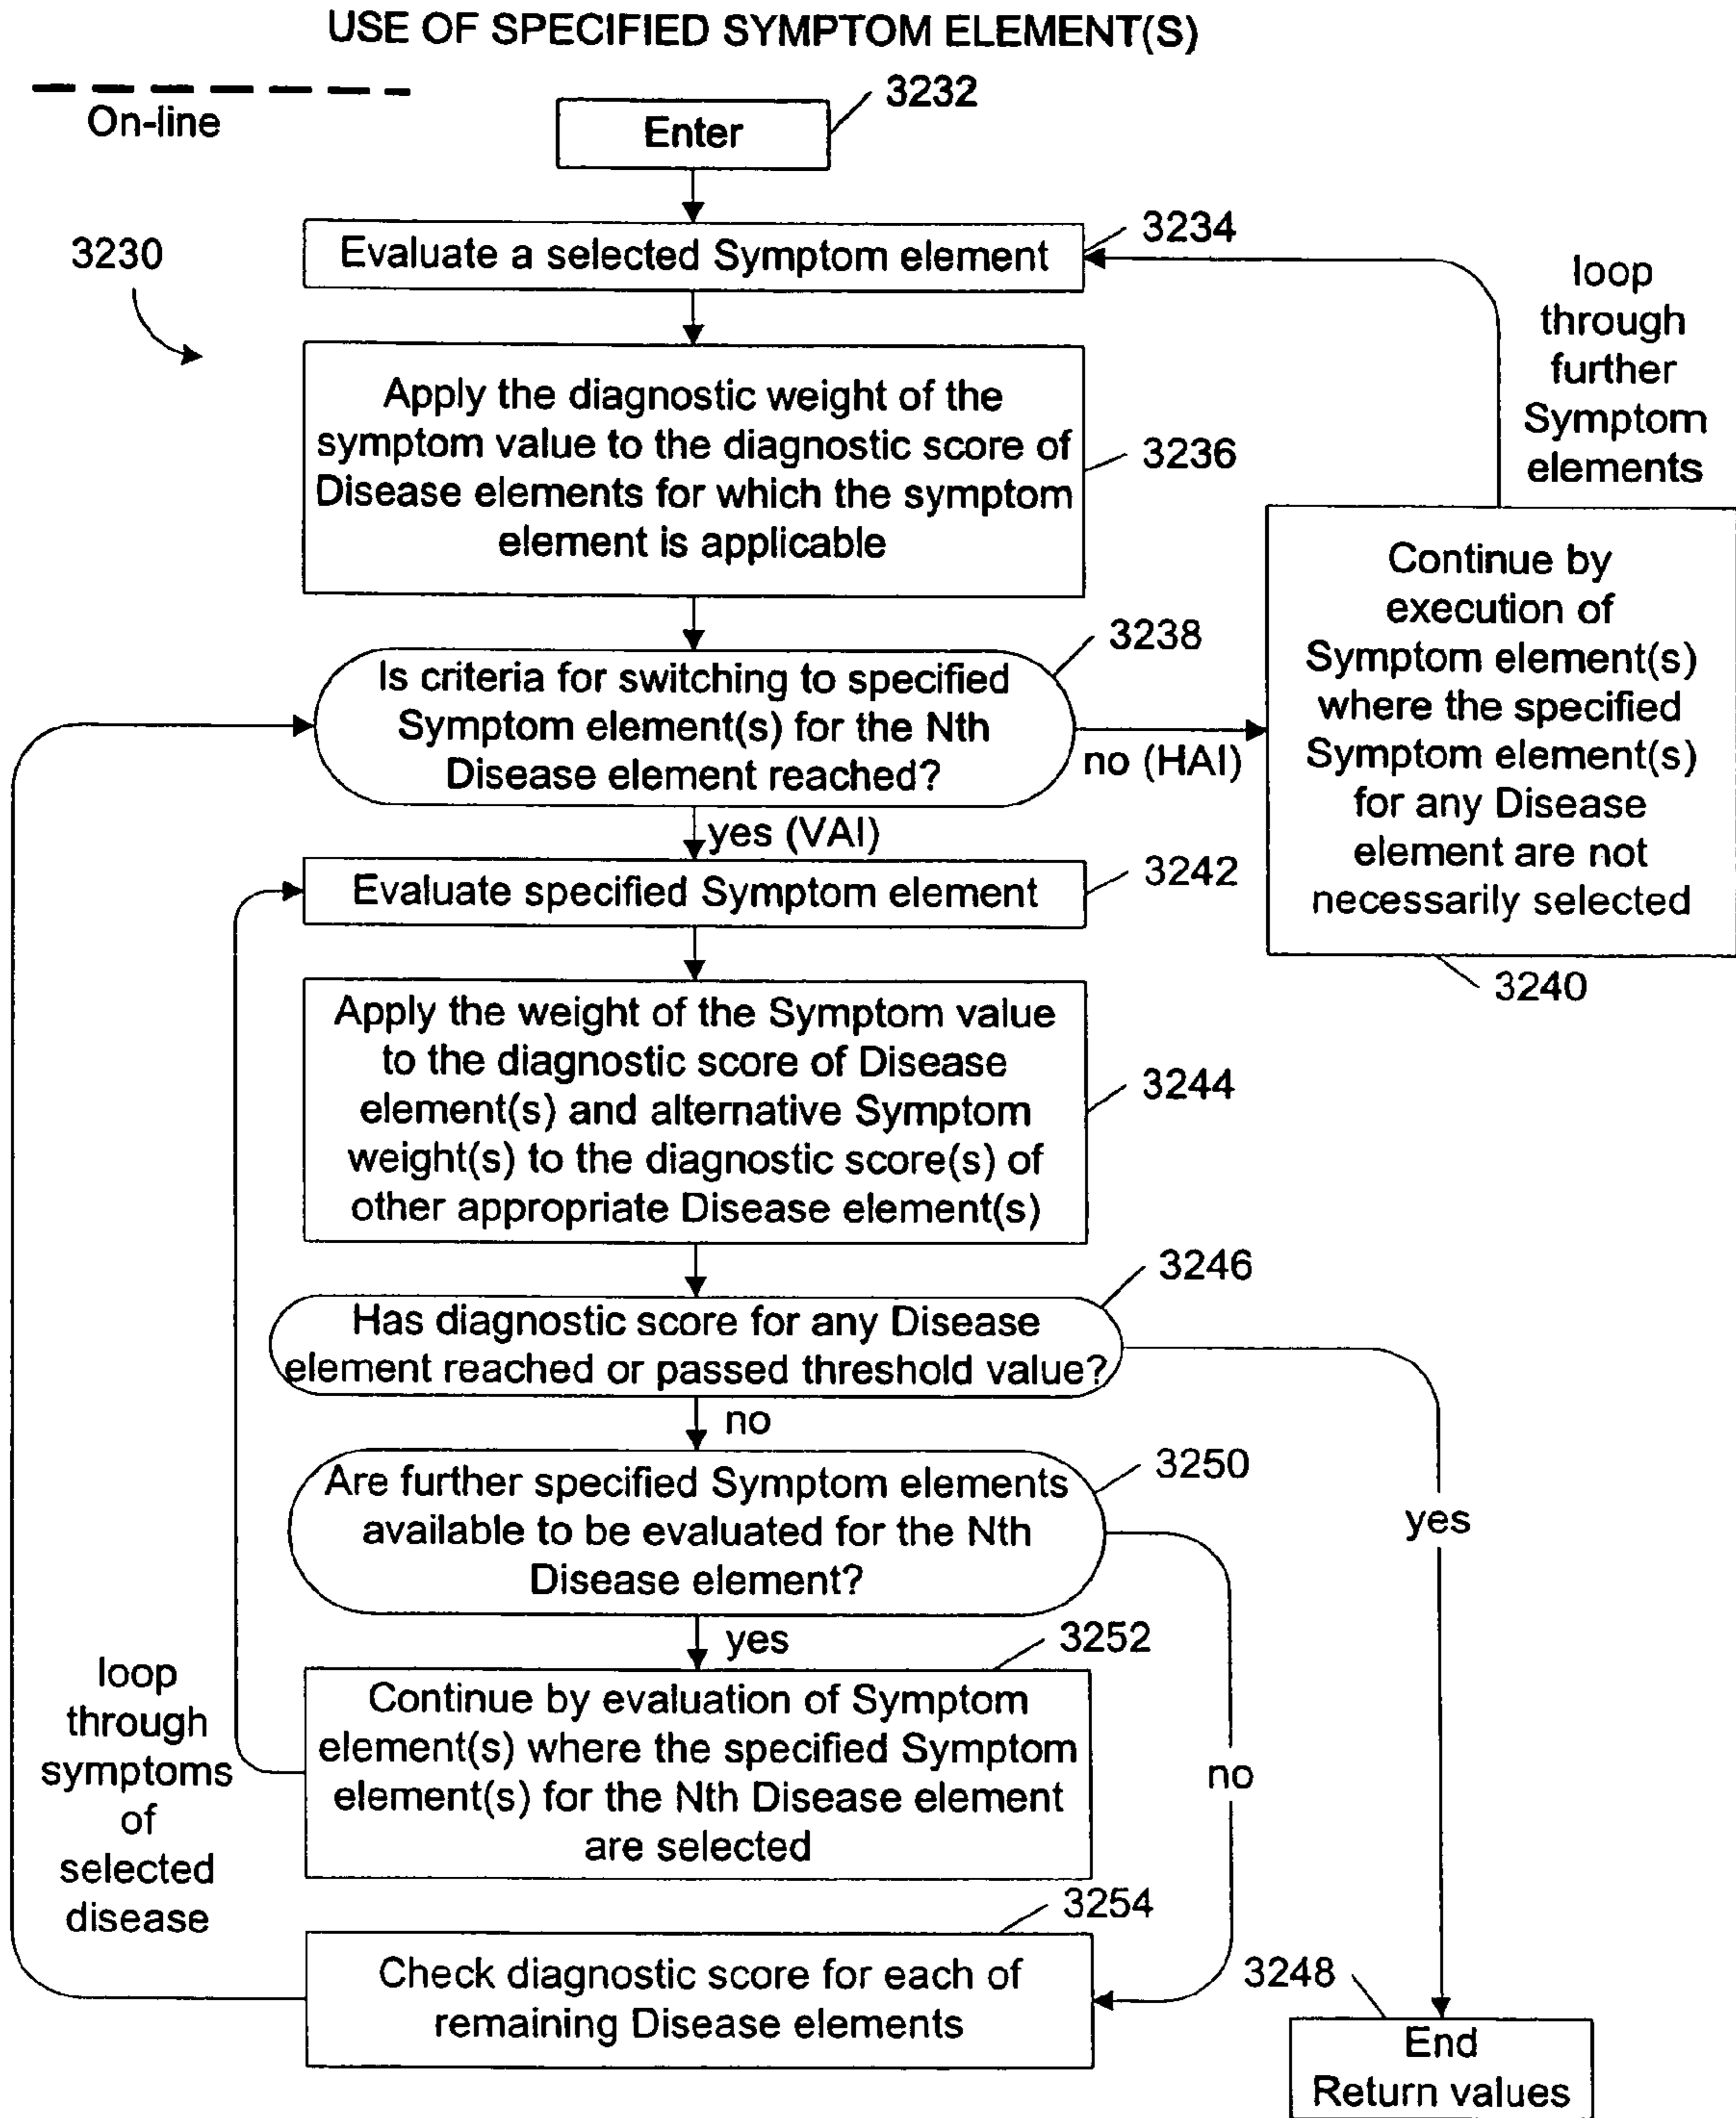 USE OF SPECIFIED SYMPTOM ELEMENT(S)
On-line
3232
Enter
3230
3234
Evaluate a selected Symptom element
loop
through
further
Symptom
elements
Apply the diagnostic weight of the
symptom value to the diagnostic score of
Disease elements for which the symptom
element is applicable
3236
3238
Is criteria for switching to specified
Symptom element(s) for the Nth
Disease element reached?
no (HAI)
Continue by
execution of
Symptom element(s)
where the specified
Symptom element(s)
for any Disease
element are not
necessarily selected
3240
yes (VAI)
Evaluate specified Symptom element
3242
Apply the weight of the Symptom value
to the diagnostic score of Disease
element(s) and alternative Symptom
weight(s) to the diagnostic score(s) of
other appropriate Disease element(s)
3244
3246
Has diagnostic score for any Disease
element reached or passed threshold value?
no
yes
3250
Are further specified Symptom elements
available to be evaluated for the Nth
Disease element?
yes
no
3252
Continue by evaluation of Symptom
element(s) where the specified Symptom
element(s) for the Nth Disease element
are selected
loop
through
symptoms
of
selected
disease
3254
Check diagnostic score for each of
remaining Disease elements
3248
End
Return values